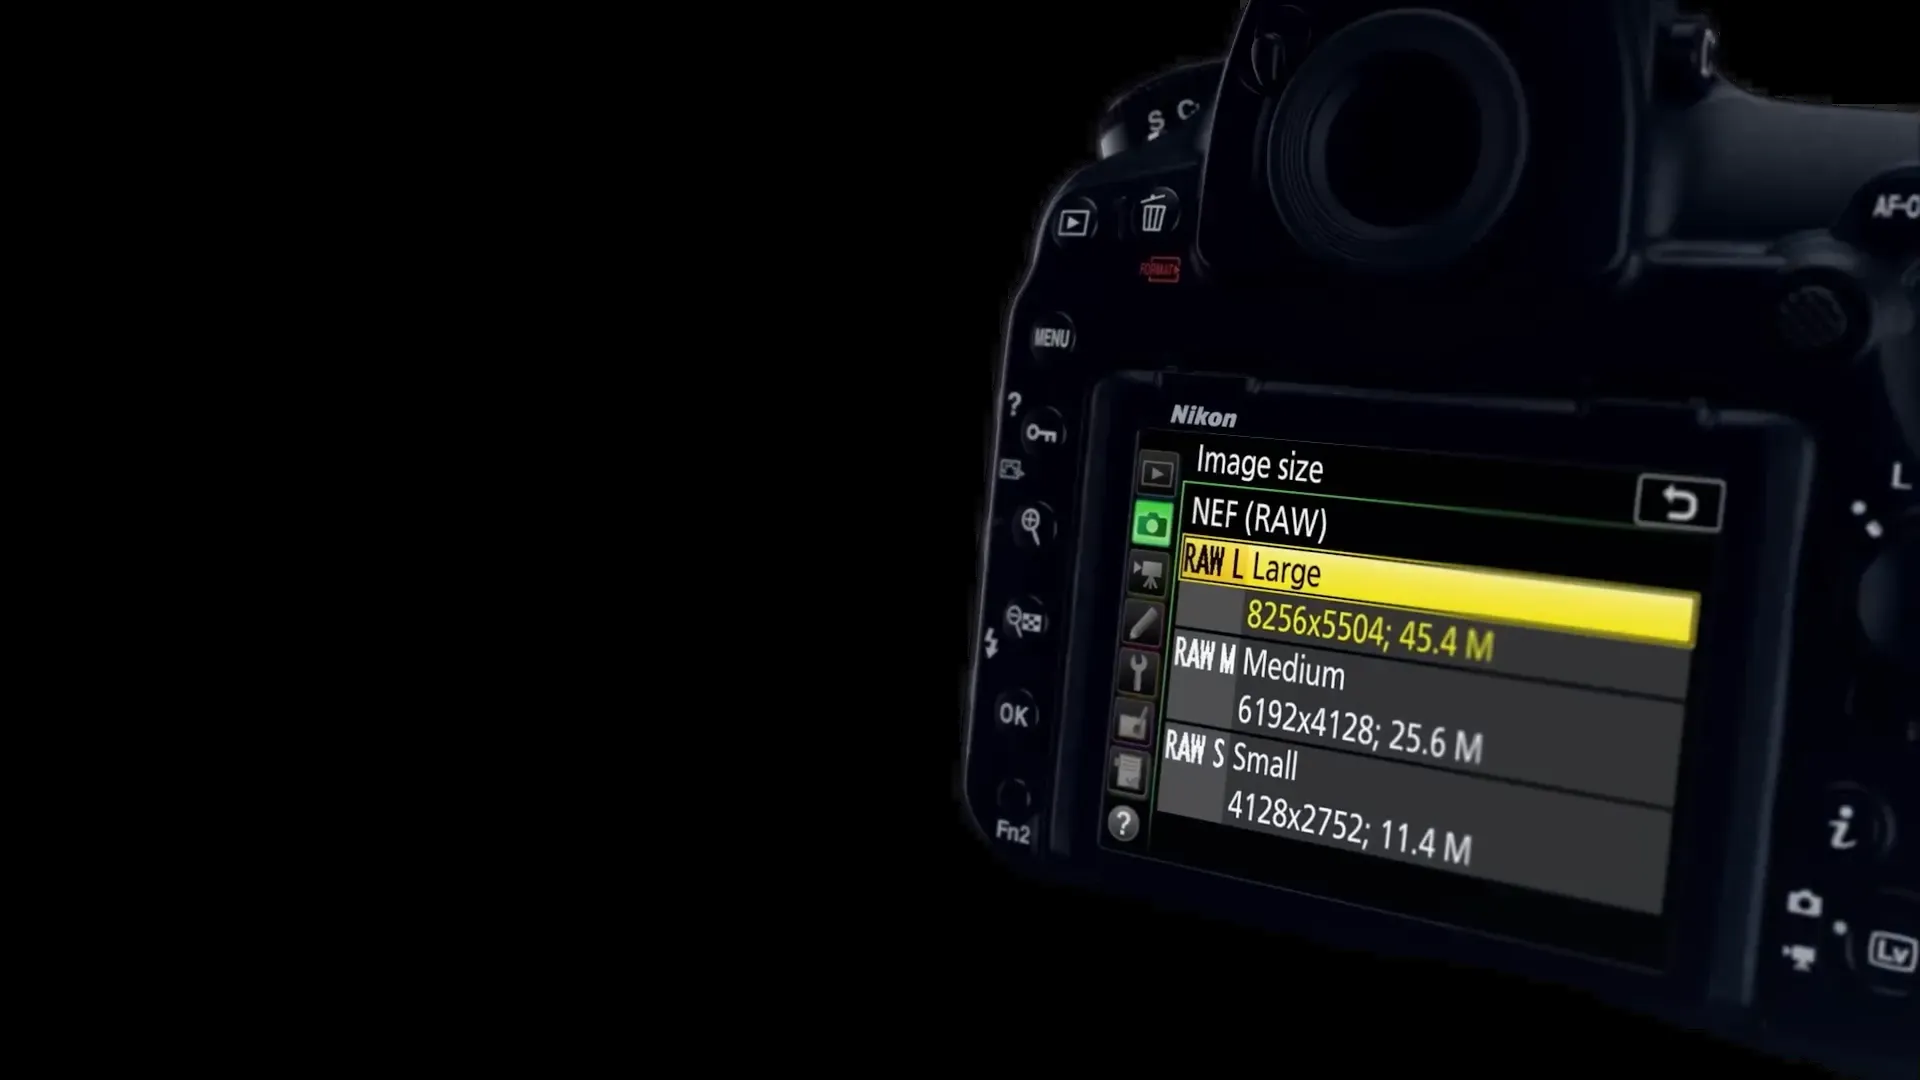 S C
AF-O
FORMAT
MENU
?
Nikon
Image size
NEF (RAW)
RAW L Large
8256x5504; 45.4 M
RAW M Medium
6192x4128; 25.6 M
RAW S Small
4128x2752; 11.4 M
?
L
OK
Fn2
i
Lv